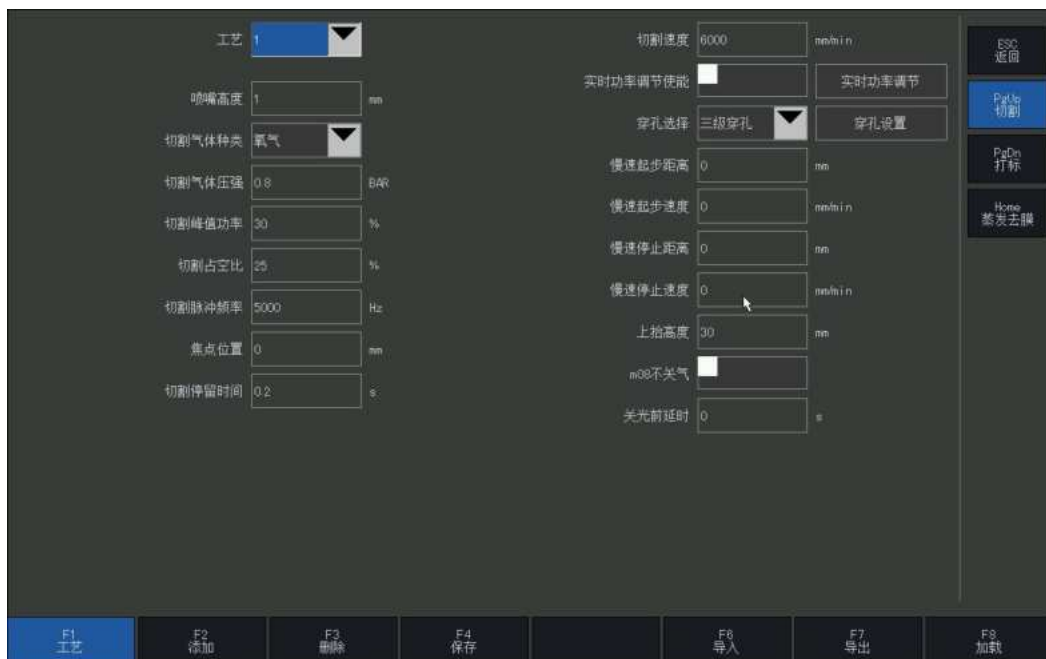 工艺 1
喷嘴高度 1 mm
切割气体种类 氧气
切割气体压强 0.8 BAR
切割峰值功率 30 %
切割占空比 25 %
切割脉冲频率 5000 Hz
焦点位置 0 mm
切割停留时间 0.2 s
切割速度 6000 mm/min
实时功率调节使能 实时功率调节
穿孔选择 三级穿孔 穿孔设置
慢速起步距离 0 mm
慢速起步速度 0 mm/min
慢速停止距离 0 mm
慢速停止速度 0 mm/min
上抬高度 30 mm
m08不关气
关光前延时 0 s
ESC
返回
PgUp
切割
PgDn
打标
Home
蒸发去膜
F1
工艺
F2
添加
F3
删除
F4
保存
F6
导入
F7
导出
F8
加载